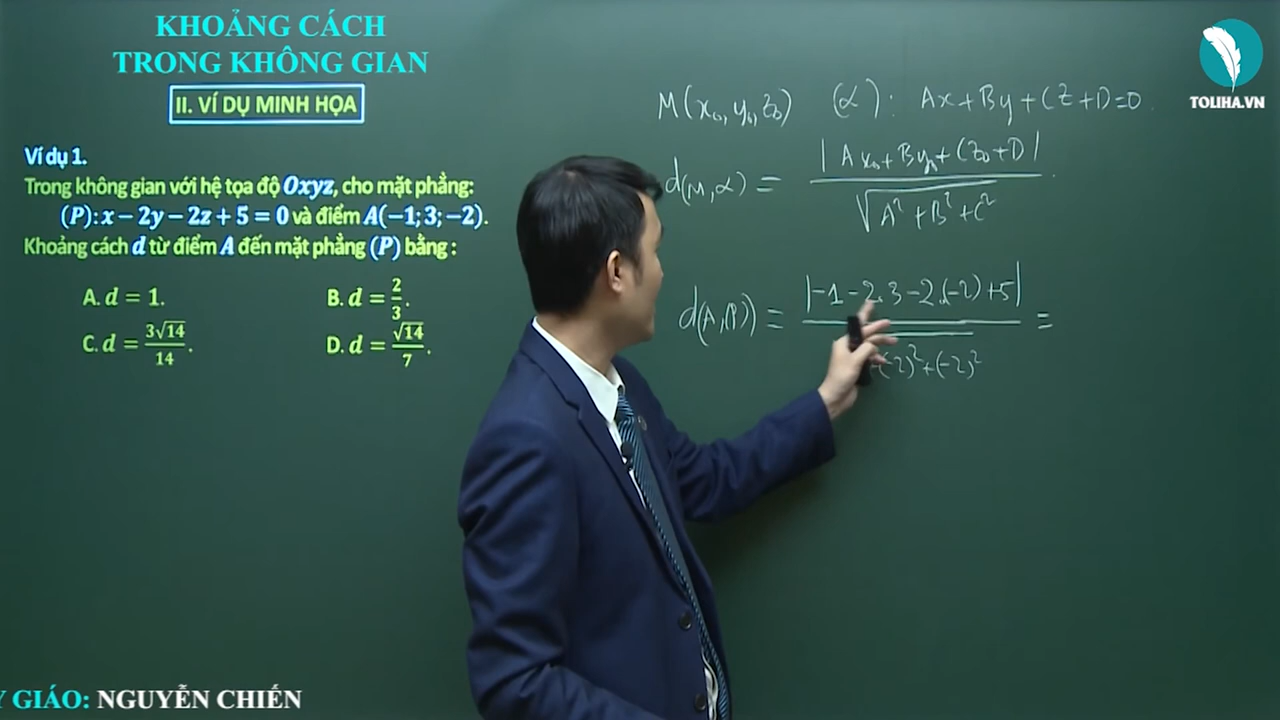 KHOẢNG CÁCH
TRONG KHÔNG GIAN
II. VÍ DỤ MINH HỌA
Ví dụ 1.
Trong không gian với hệ tọa độ Oxyz, cho mặt phẳng:
(P): x − 2y − 2z + 5 = 0 và điểm A(−1; 3; −2).
Khoảng cách d từ điểm A đến mặt phẳng (P) bằng :
A. d = 1.
B. d = 2/3.
C. d = 3√14/14.
D. d = √14/7.
TOLIHA.VN
M(x₀, y₀, z₀) (α): Ax + By + Cz + D = 0.
d(M,α) = |Ax₀ + By₀ + Cz₀ + D| / √A² + B² + C².
d(A,(P)) = |−1 − 2.3 − 2.(−2) + 5| / (−2)² + (−2)² =
Y GIÁO: NGUYỄN CHIẾN